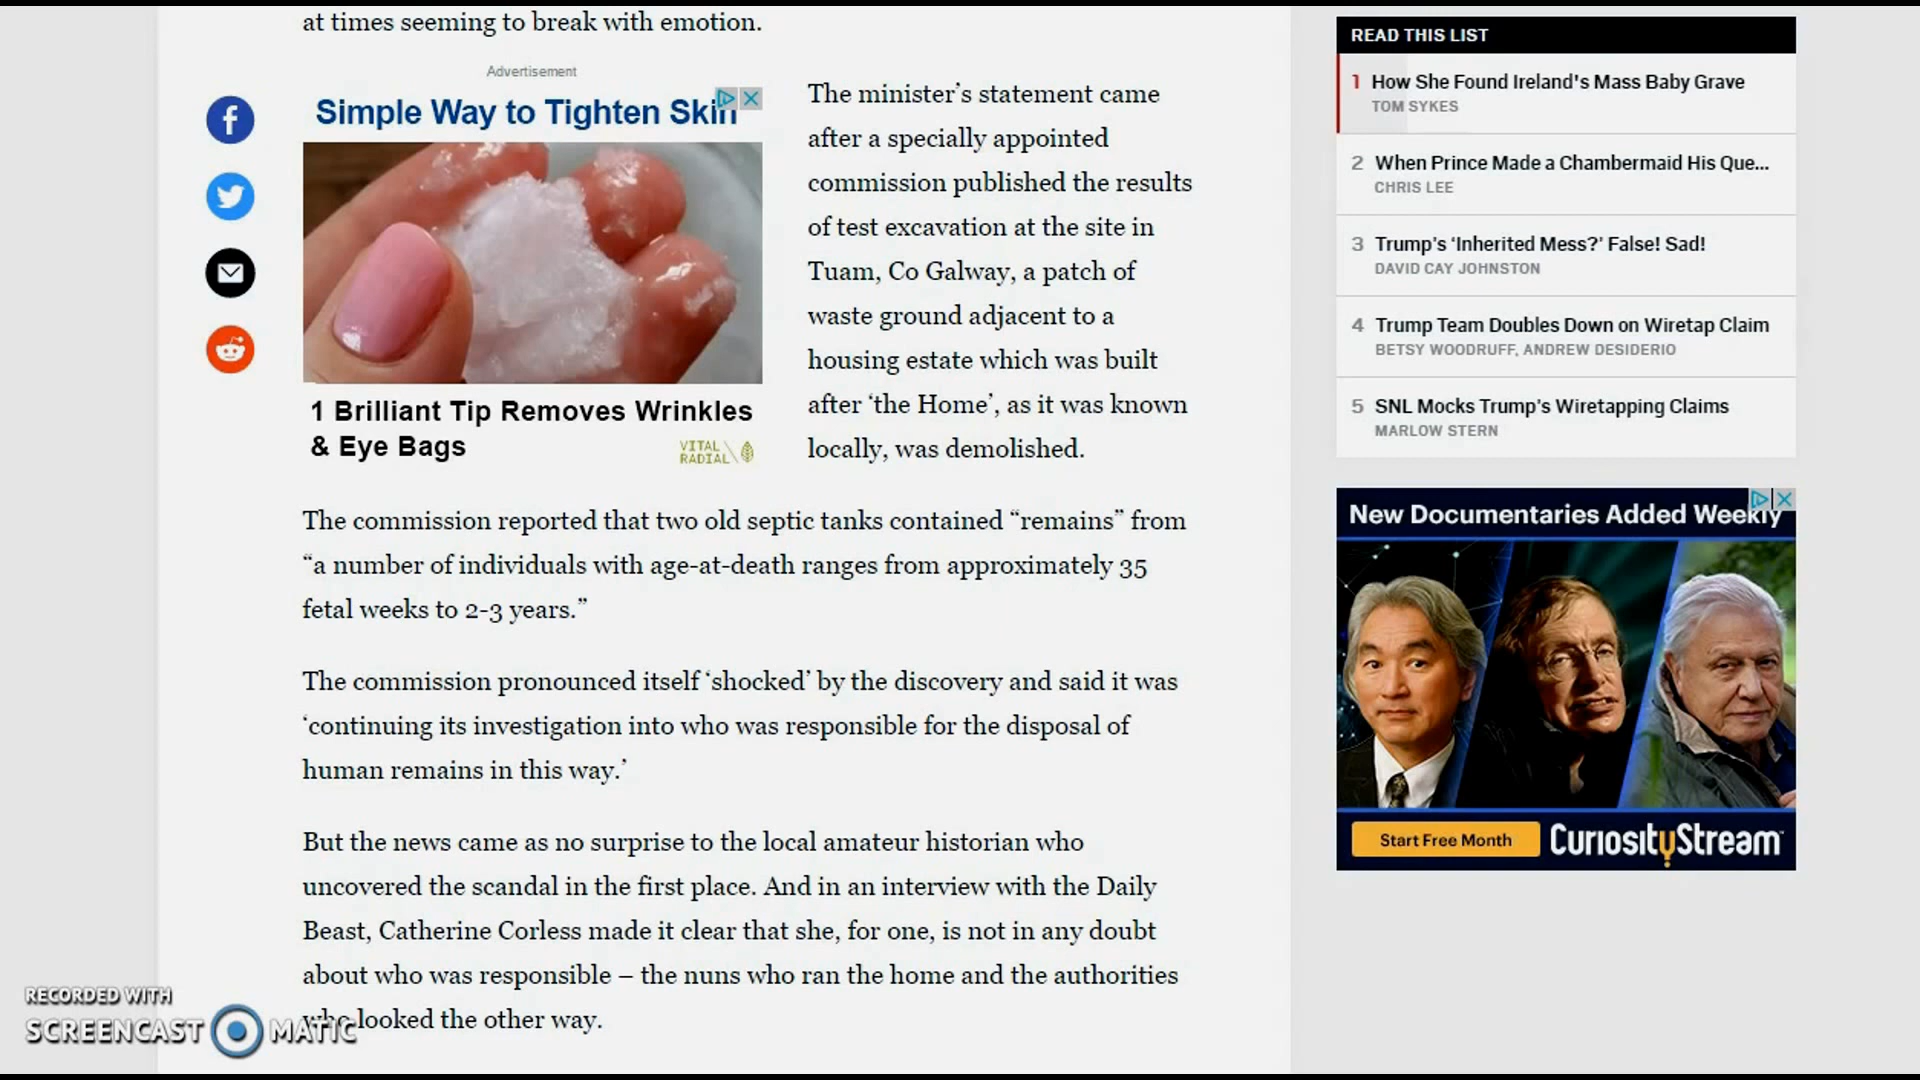 at times seeming to break with emotion.
Advertisement
Simple Way to Tighten Skin
1 Brilliant Tip Removes Wrinkles
& Eye Bags
VITAL
RADIAL
The minister’s statement came
after a specially appointed
commission published the results
of test excavation at the site in
Tuam, Co Galway, a patch of
waste ground adjacent to a
housing estate which was built
after ‘the Home’, as it was known
locally, was demolished.
The commission reported that two old septic tanks contained “remains” from
“a number of individuals with age-at-death ranges from approximately 35
fetal weeks to 2-3 years.”
The commission pronounced itself ‘shocked’ by the discovery and said it was
‘continuing its investigation into who was responsible for the disposal of
human remains in this way.’
But the news came as no surprise to the local amateur historian who
uncovered the scandal in the first place. And in an interview with the Daily
Beast, Catherine Corless made it clear that she, for one, is not in any doubt
about who was responsible – the nuns who ran the home and the authorities
who looked the other way.
READ THIS LIST
1 How She Found Ireland's Mass Baby Grave
TOM SYKES
2 When Prince Made a Chambermaid His Que...
CHRIS LEE
3 Trump’s ‘Inherited Mess?’ False! Sad!
DAVID CAY JOHNSTON
4 Trump Team Doubles Down on Wiretap Claim
BETSY WOODRUFF, ANDREW DESIDERIO
5 SNL Mocks Trump’s Wiretapping Claims
MARLOW STERN
New Documentaries Added Weekly
Start Free Month
CuriosityStream
RECORDED WITH
SCREENCAST MATIC